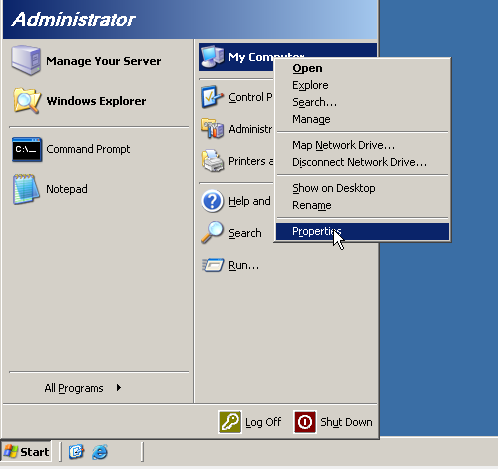 Administrator
Manage Your Server
Windows Explorer
Command Prompt
Notepad
All Programs
My Computer
Control P
Administr
Printers a
Help and
Search
Run...
Open
Explore
Search...
Manage
Map Network Drive...
Disconnect Network Drive...
Show on Desktop
Rename
Properties
Log Off
Shut Down
Start